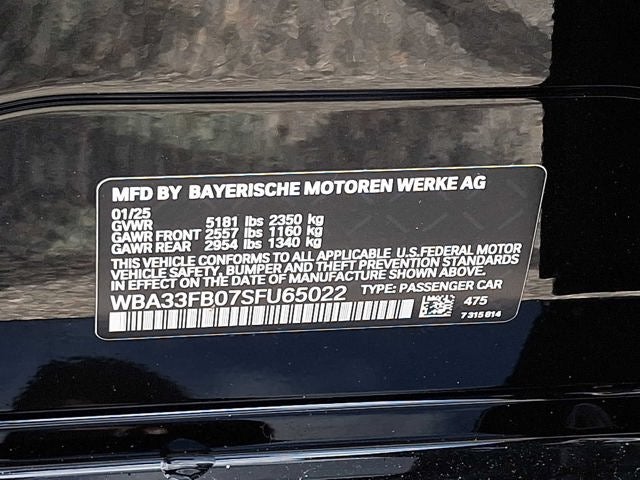 MFD BY BAYERISCHE MOTOREN WERKE AG
01/25
GVWR 5181 lbs 2350 kg
GAWR FRONT 2557 lbs 1160 kg
GAWR REAR 2954 lbs 1340 kg
THIS VEHICLE CONFORMS TO ALL APPLICABLE U.S.FEDERAL MOTOR
VEHICLE SAFETY, BUMPER AND THEFT PREVENTION STANDARDS
IN EFFECT ON THE DATE OF MANUFACTURE SHOWN ABOVE.
WBA33FB07SFU65022 TYPE: PASSENGER CAR
475
7 315 614